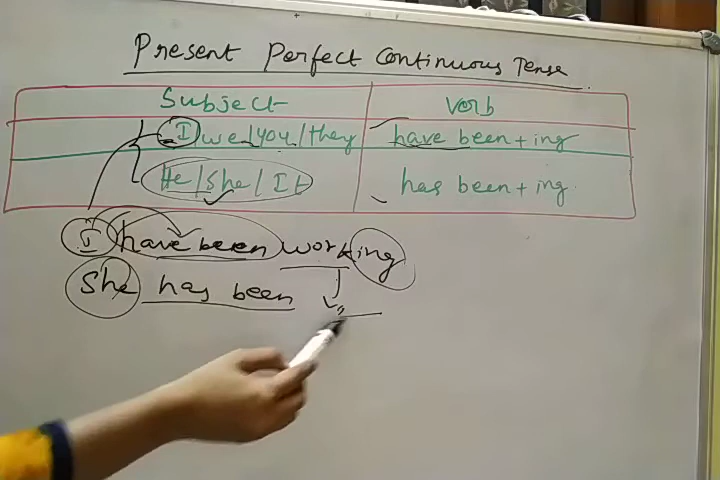 Present Perfect Continuous Tense
Subject Verb
I/we/you/they have been + ing
He/She/It has been + ing
I have been working
She has been